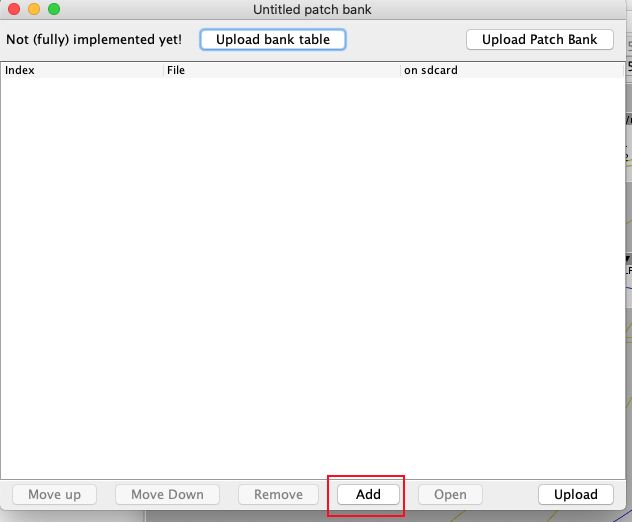 Untitled patch bank
Not (fully) implemented yet! Upload bank table Upload Patch Bank
Index File on sdcard
Move up Move Down Remove Add Open Upload